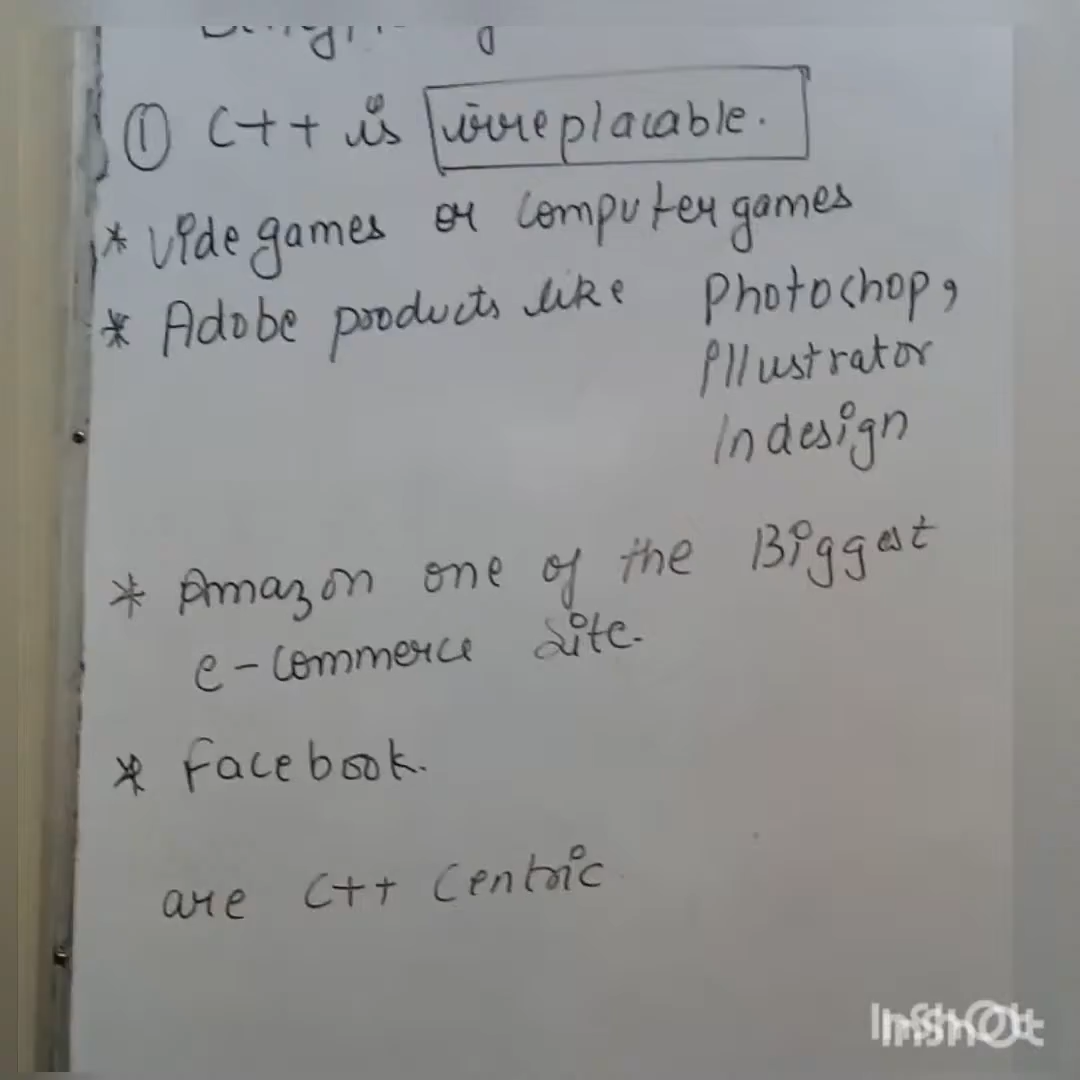 ① C++ is irreplacable.
* Vide games or computer games
* Adobe products like Photochop,
illustrator
Indesign
* Amazon one of the Biggest
e-commerce site.
* Facebook.
are C++ Centric
InShot